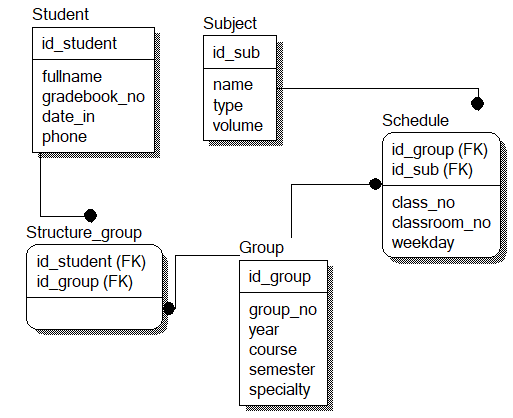 Student
id_student
fullname
gradebook_no
date_in
phone
Subject
id_sub
name
type
volume
Schedule
id_group (FK)
id_sub (FK)
class_no
classroom_no
weekday
Structure_group
id_student (FK)
id_group (FK)
Group
id_group
group_no
year
course
semester
specialty